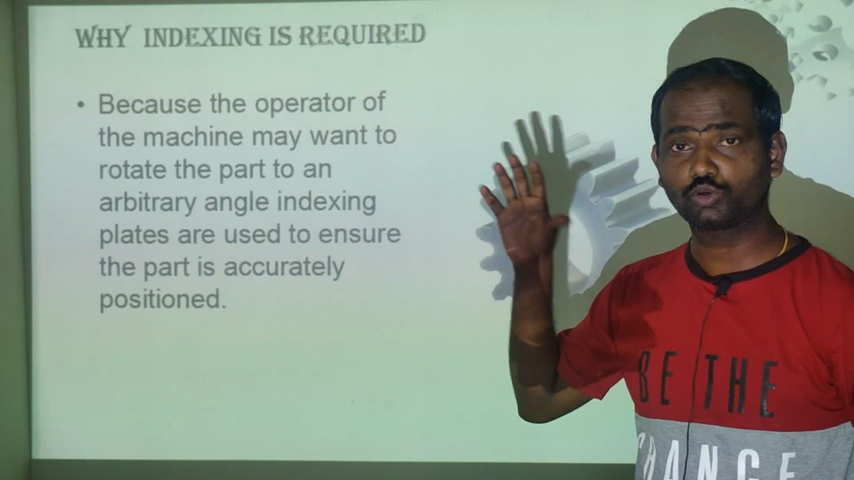 WHY INDEXING IS REQUIRED
• Because the operator of
the machine may want to
rotate the part to an
arbitrary angle indexing
plates are used to ensure
the part is accurately
positioned.
BE THE
CHANGE